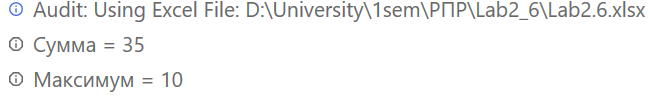 Audit: Using Excel File: D:\University\1sem\РПР\Lab2_6\Lab2.6.xlsx
Сумма = 35
Максимум = 10